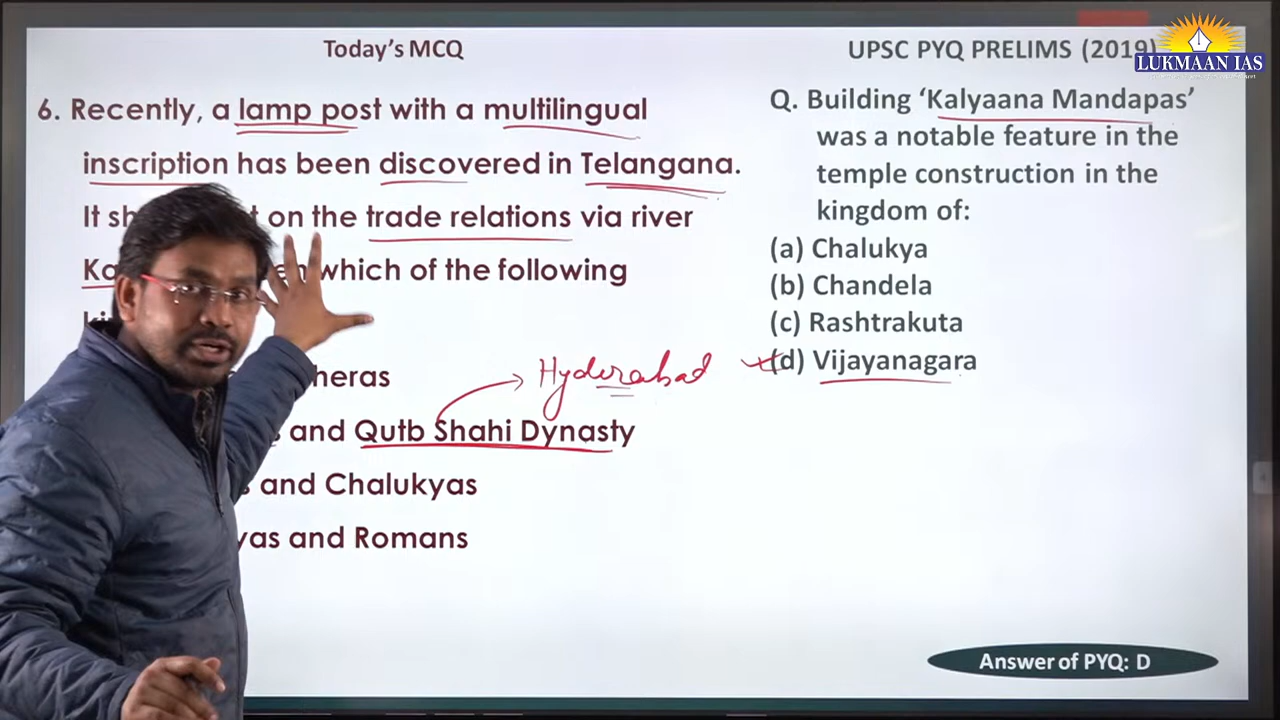 Today's MCQ
UPSC PYQ PRELIMS (2019)
LUKMAAN IAS
6. Recently, a lamp post with a multilingual
inscription has been discovered in Telangana.
It on the trade relations via river
which of the following
and Qutb Shahi Dynasty
and Chalukyas
and Romans
Hyderabad
Q. Building ‘Kalyaana Mandapas’
was a notable feature in the
temple construction in the
kingdom of:
(a) Chalukya
(b) Chandela
(c) Rashtrakuta
(d) Vijayanagara
Answer of PYQ: D